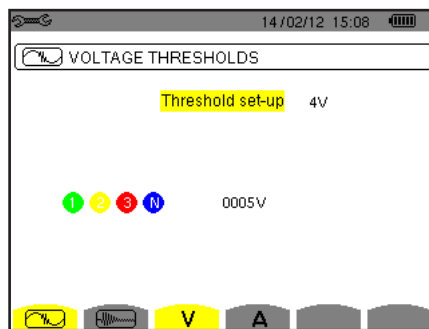 14/02/12 15:08
VOLTAGE THRESHOLDS
Threshold set-up 4V
1 2 3 N 0005V
V A